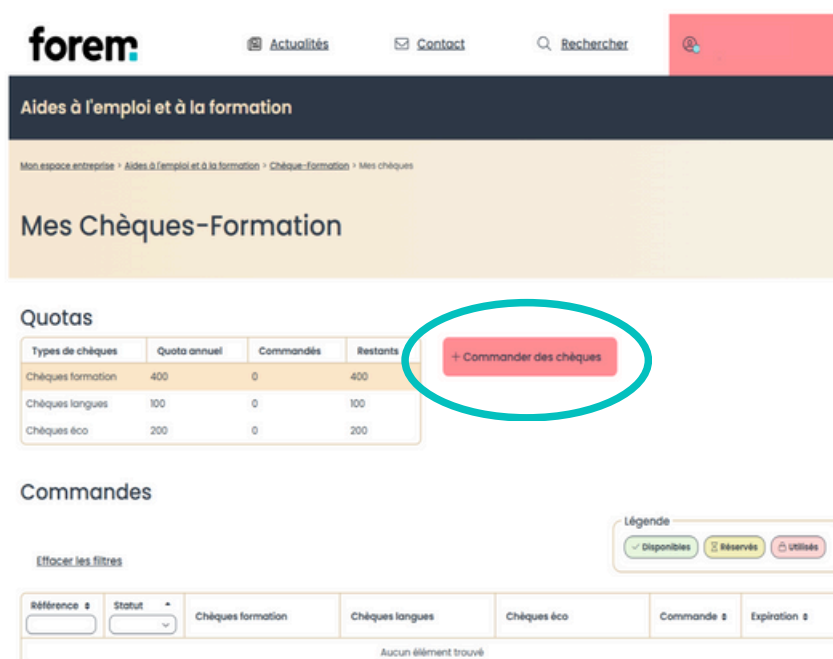 forem
Actualités Contact Rechercher
Aides à l'emploi et à la formation
Mon espace entreprise > Aides à l'emploi et à la formation > Chèque-Formation > Mes chèques
Mes Chèques-Formation
Quotas
Types de chèques Quota annuel Commandés Restants
Chèques formation 400 0 400
Chèques langues 100 0 100
Chèques éco 200 0 200
+ Commander des chèques
Commandes
Légende
Disponibles Réservés Utilisés
Effacer les filtres
Référence Statut Chèques formation Chèques langues Chèques éco Commande Expiration
Aucun élément trouvé